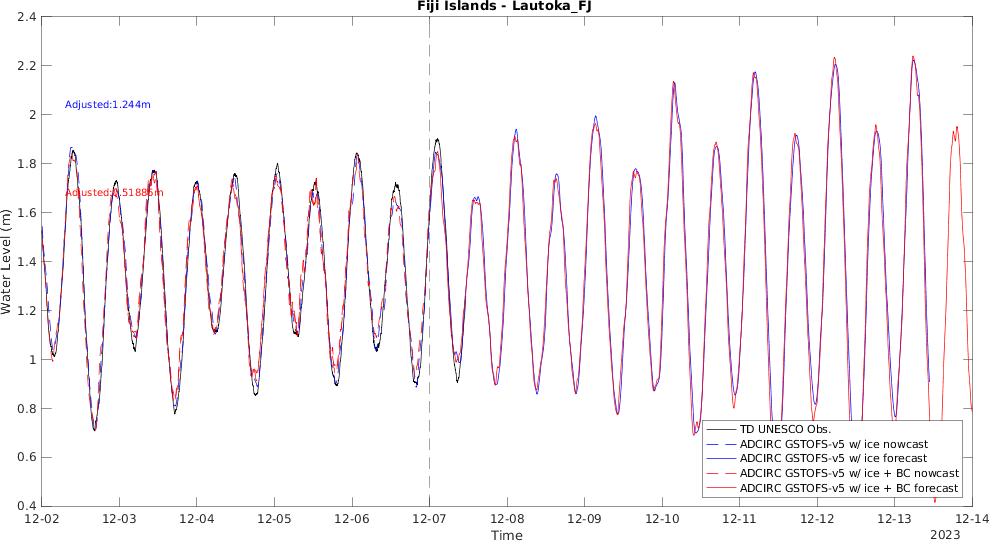 Fiji Islands - Lautoka_FJ
2.4
2.2
2
1.8
1.6
1.4
1.2
1
0.8
0.6
0.4
Water Level (m)
Adjusted:1.244m
Adjusted:0.51885m
TD UNESCO Obs.
ADCIRC GSTOFS-v5 w/ ice nowcast
ADCIRC GSTOFS-v5 w/ ice forecast
ADCIRC GSTOFS-v5 w/ ice + BC nowcast
ADCIRC GSTOFS-v5 w/ ice + BC forecast
12-02 12-03 12-04 12-05 12-06 12-07 12-08 12-09 12-10 12-11 12-12 12-13 12-14
Time
2023